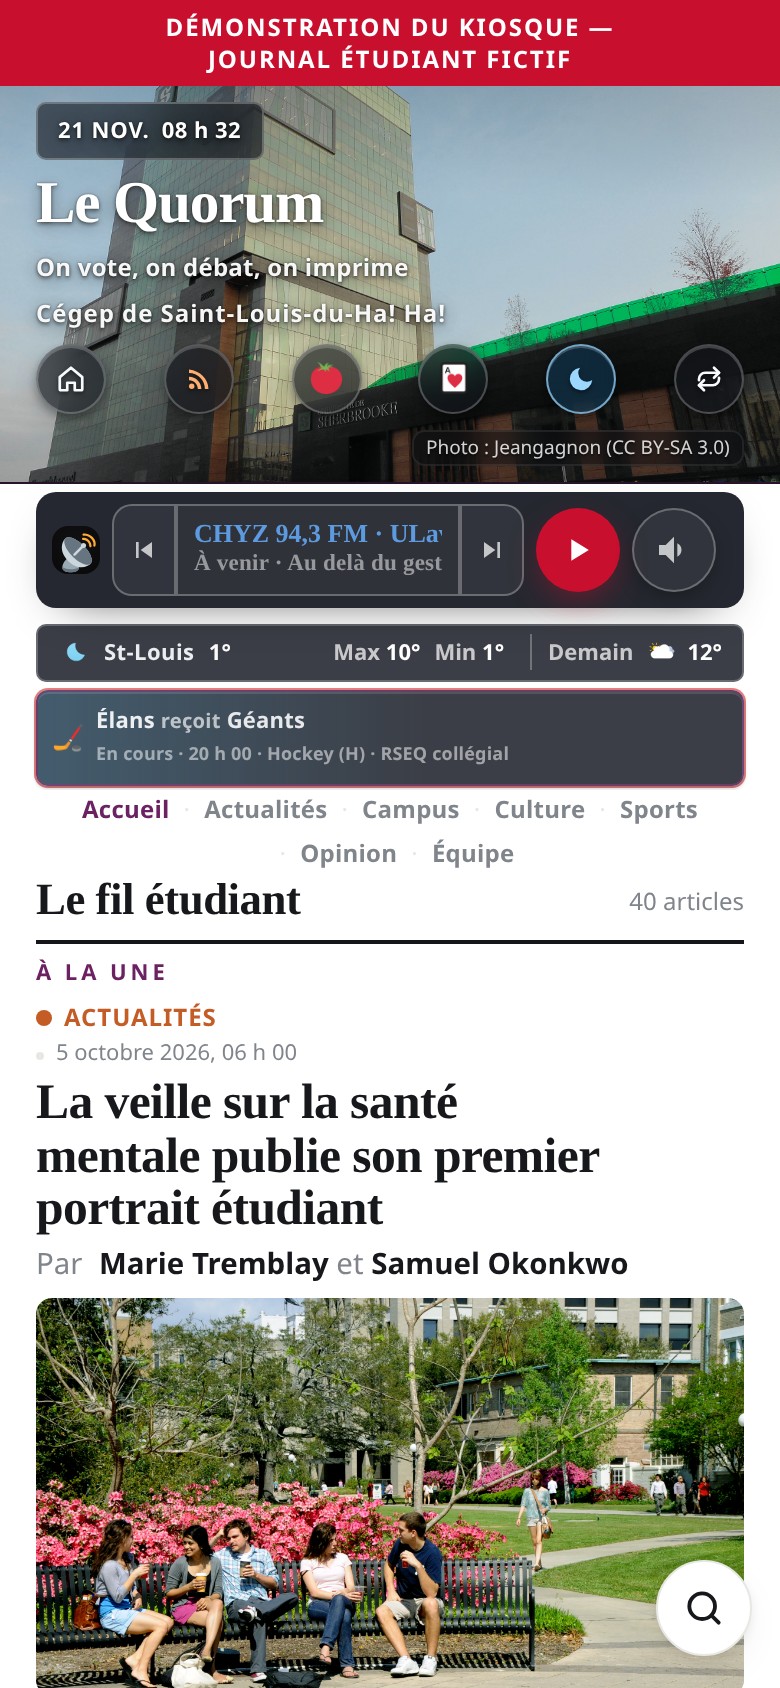 DÉMONSTRATION DU KIOSQUE —
JOURNAL ÉTUDIANT FICTIF
21 NOV. 08 h 32
Le Quorum
On vote, on débat, on imprime
Cégep de Saint-Louis-du-Ha! Ha!
SHERBROOKE
Photo : Jeangagnon (CC BY-SA 3.0)
CHYZ 94,3 FM · ULav
À venir · Au delà du gest
St-Louis 1° Max 10° Min 1° Demain 12°
Élans reçoit Géants
En cours · 20 h 00 · Hockey (H) · RSEQ collégial
Accueil · Actualités · Campus · Culture · Sports
· Opinion · Équipe
Le fil étudiant
40 articles
À LA UNE
ACTUALITÉS
5 octobre 2026, 06 h 00
La veille sur la santé
mentale publie son premier
portrait étudiant
Par Marie Tremblay et Samuel Okonkwo